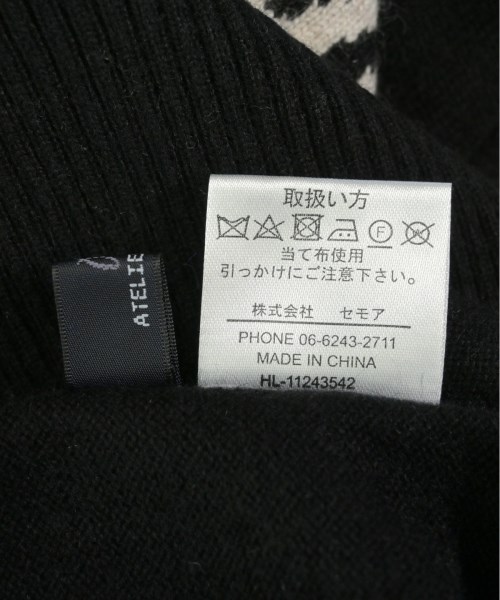 取扱い方
F
当て布使用
引っかけにご注意下さい。
株式会社 セモア
PHONE 06-6243-2711
MADE IN CHINA
HL-11243542
ATELIE